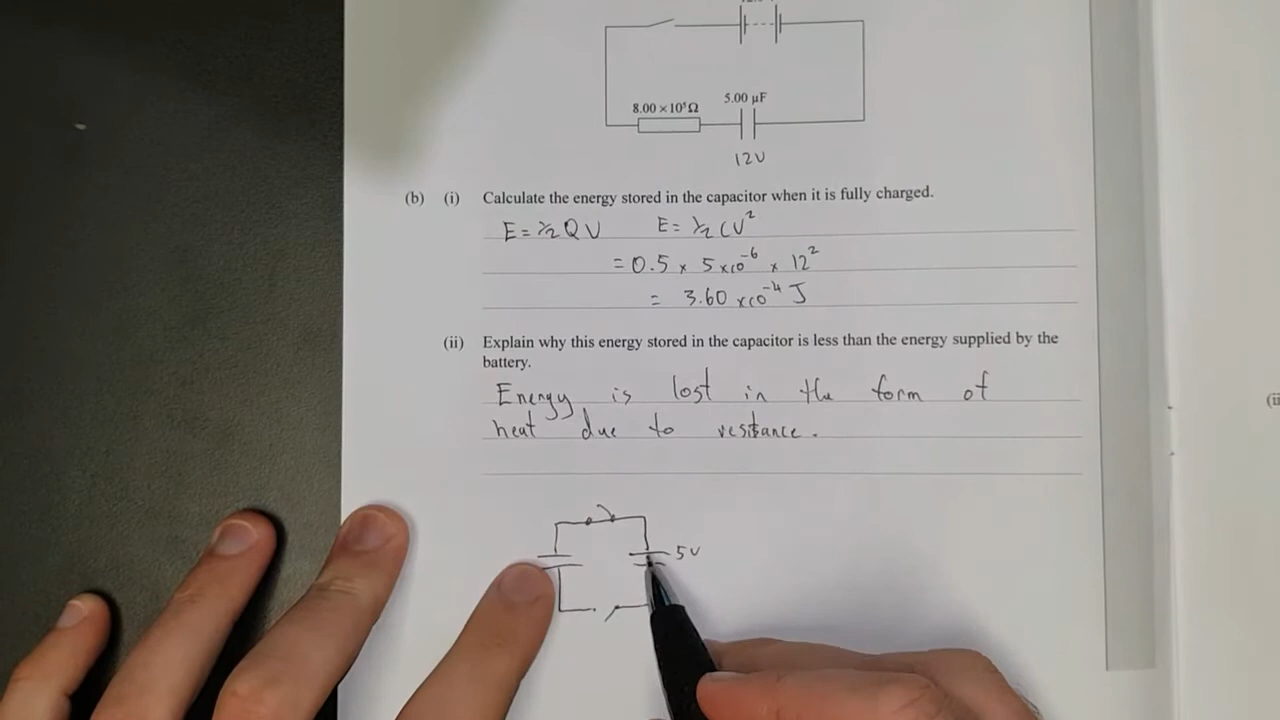 8.00 × 10⁵ Ω
5.00 µF
12V
(b) (i) Calculate the energy stored in the capacitor when it is fully charged.
E = ½QV E = ½CV²
= 0.5 × 5×10⁻⁶ × 12²
= 3.60 ×10⁻⁴ J
(ii) Explain why this energy stored in the capacitor is less than the energy supplied by the
battery.
Energy is lost in the form of
heat due to resistance.
5V
(ii